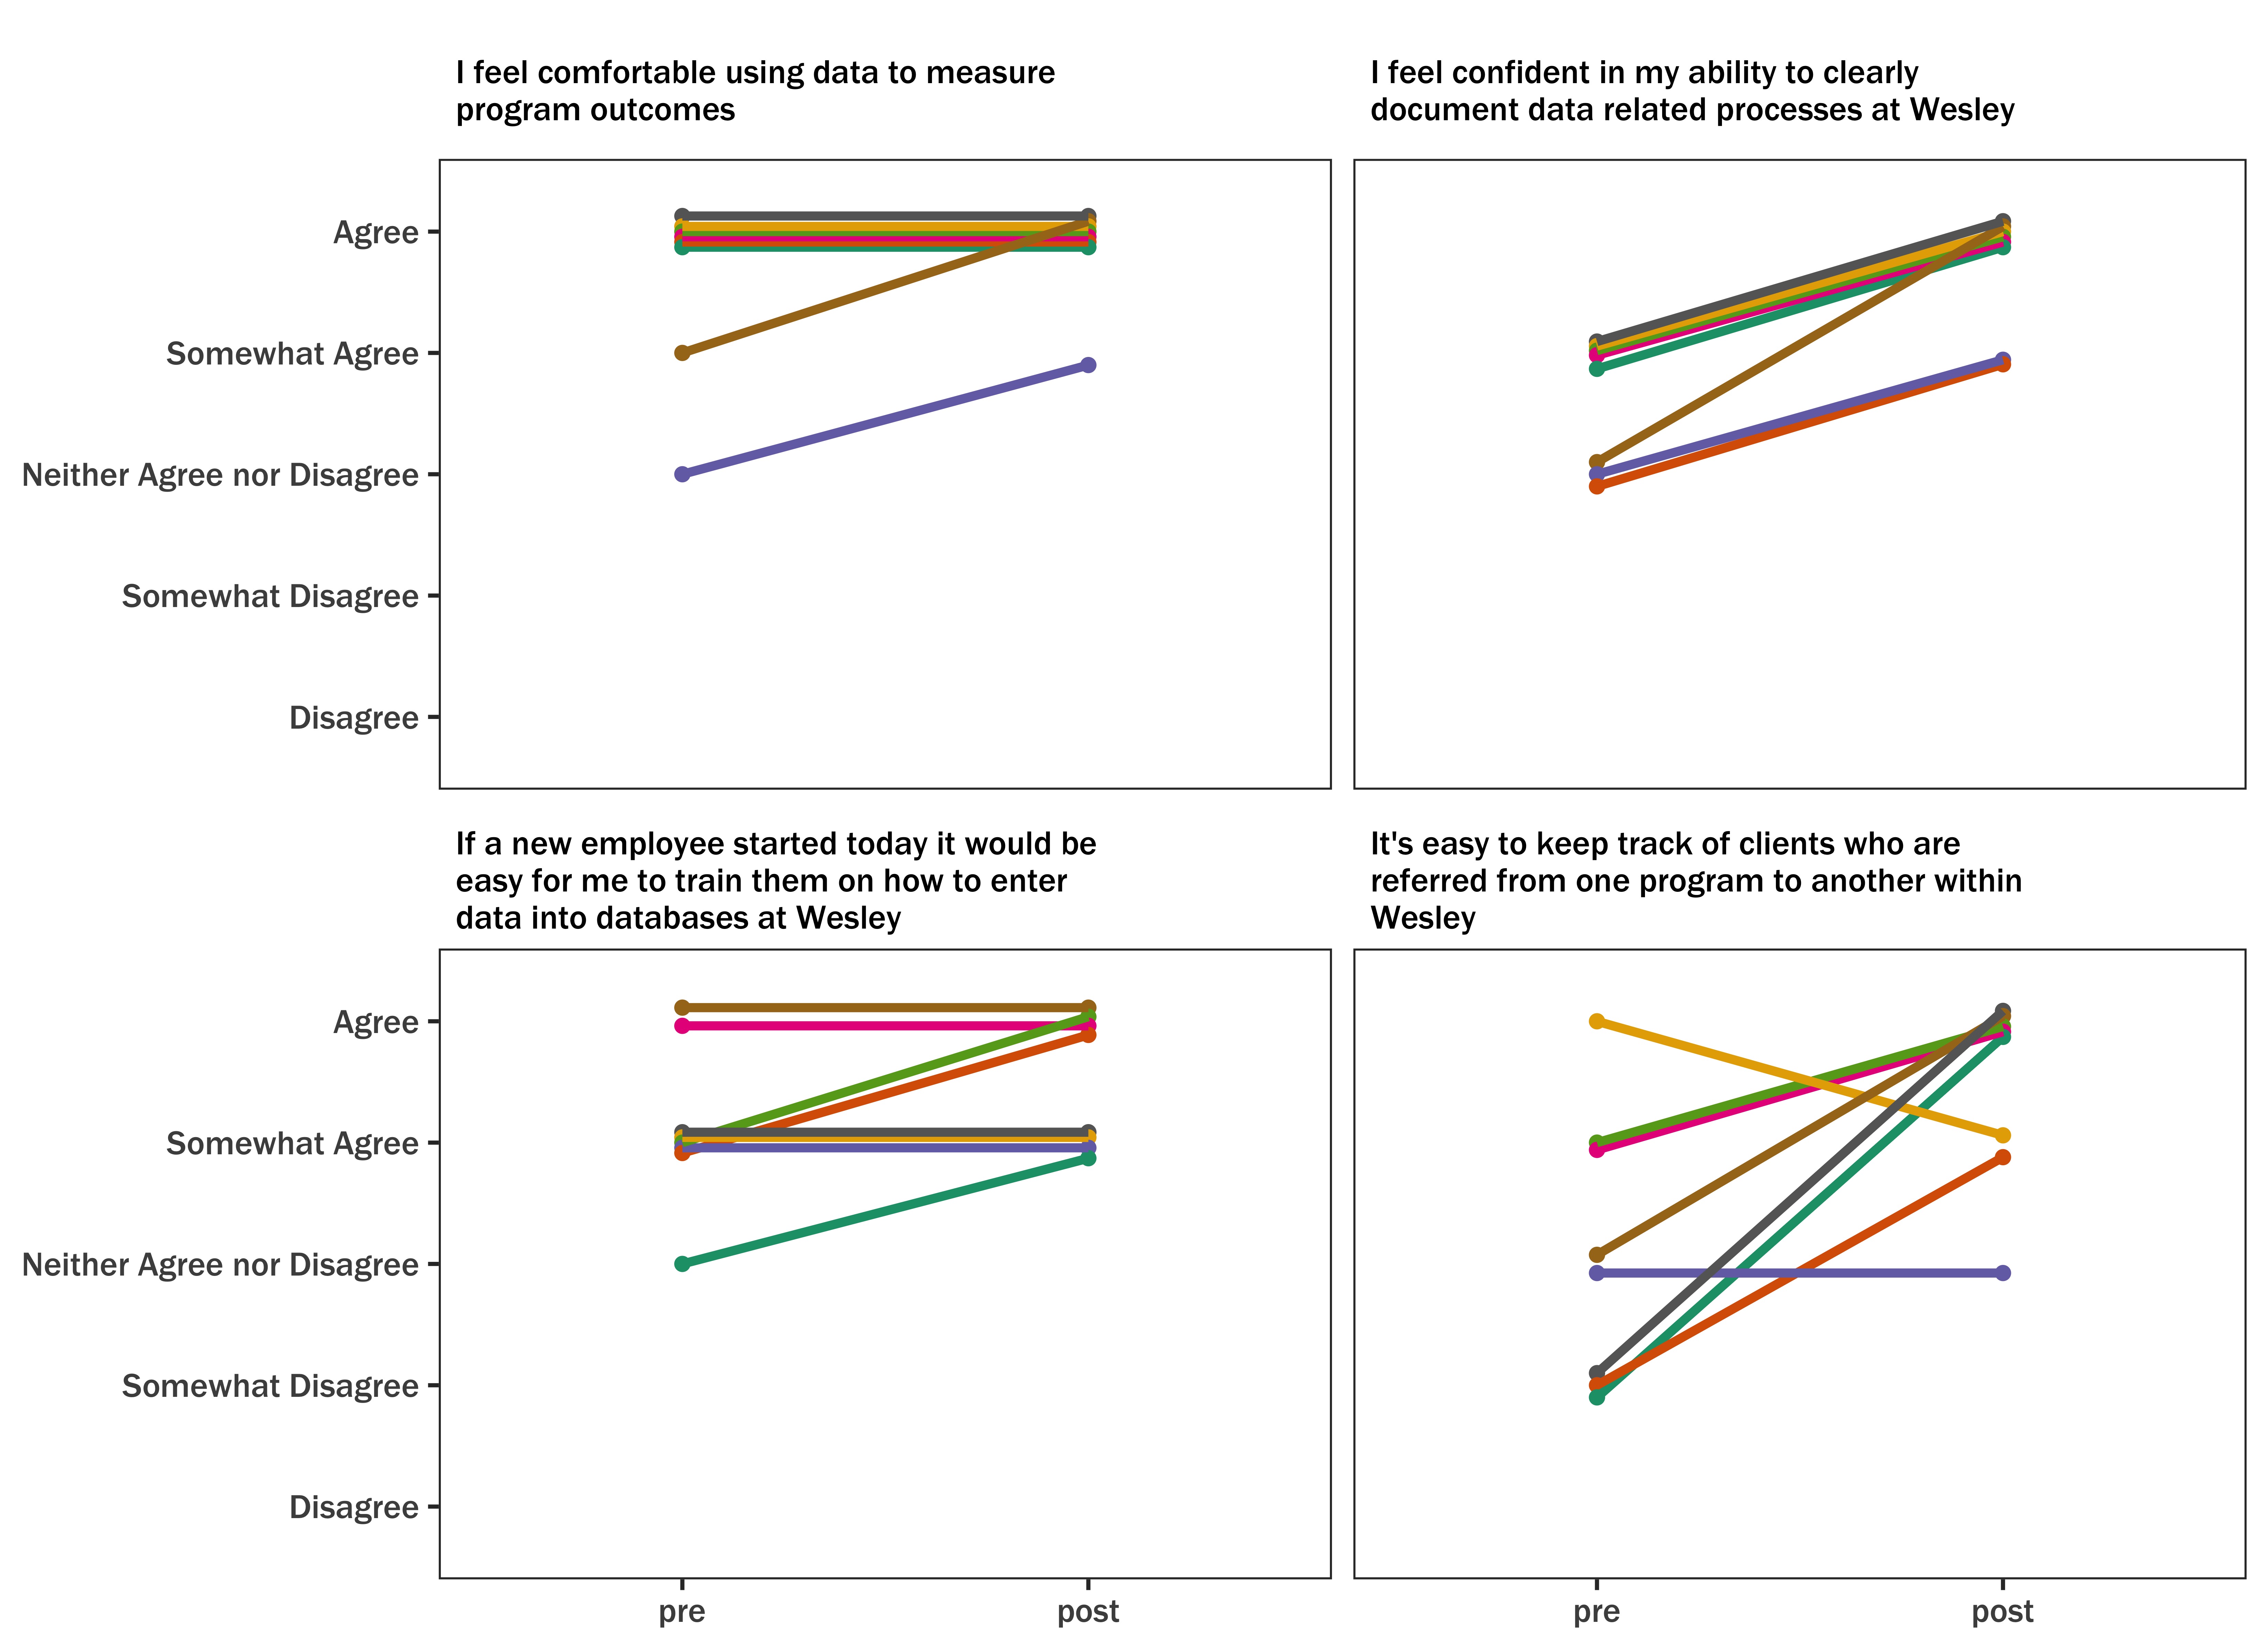 I feel comfortable using data to measure
program outcomes
I feel confident in my ability to clearly
document data related processes at Wesley
Agree
Somewhat Agree
Neither Agree nor Disagree
Somewhat Disagree
Disagree
If a new employee started today it would be
easy for me to train them on how to enter
data into databases at Wesley
It's easy to keep track of clients who are
referred from one program to another within
Wesley
Agree
Somewhat Agree
Neither Agree nor Disagree
Somewhat Disagree
Disagree
pre
post
pre
post